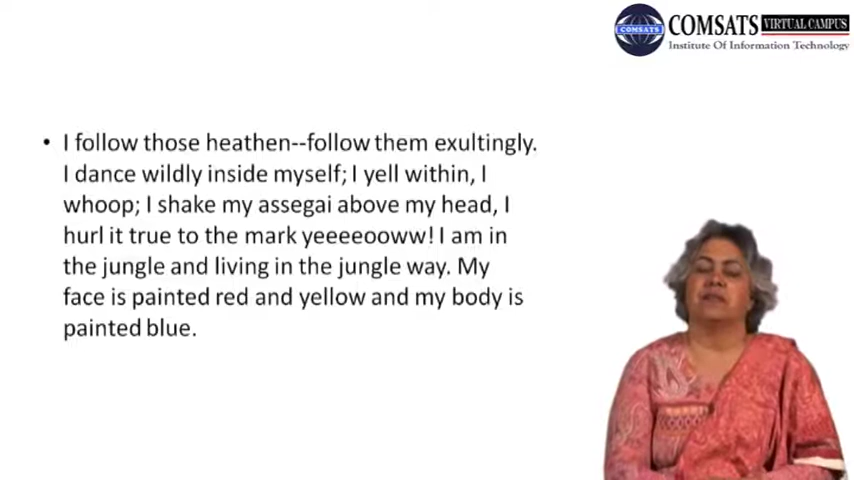 COMSATS VIRTUAL CAMPUS
COMSATS
Institute Of Information Technology
• I follow those heathen--follow them exultingly.
I dance wildly inside myself; I yell within, I
whoop; I shake my assegai above my head, I
hurl it true to the mark yeeeeooww! I am in
the jungle and living in the jungle way. My
face is painted red and yellow and my body is
painted blue.